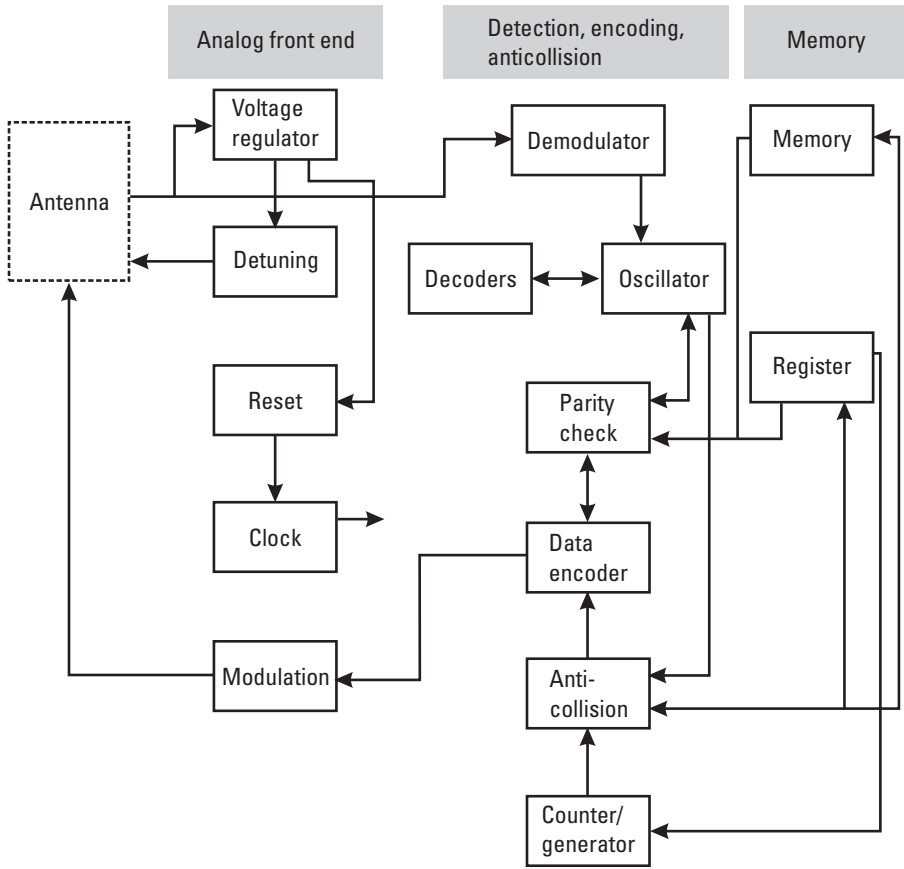 Analog front end
Detection, encoding,
anticollision
Memory
Voltage
regulator
Demodulator
Memory
Antenna
Detuning
Decoders
Oscillator
Register
Reset
Parity
check
Clock
Data
encoder
Modulation
Anti-
collision
Counter/
generator